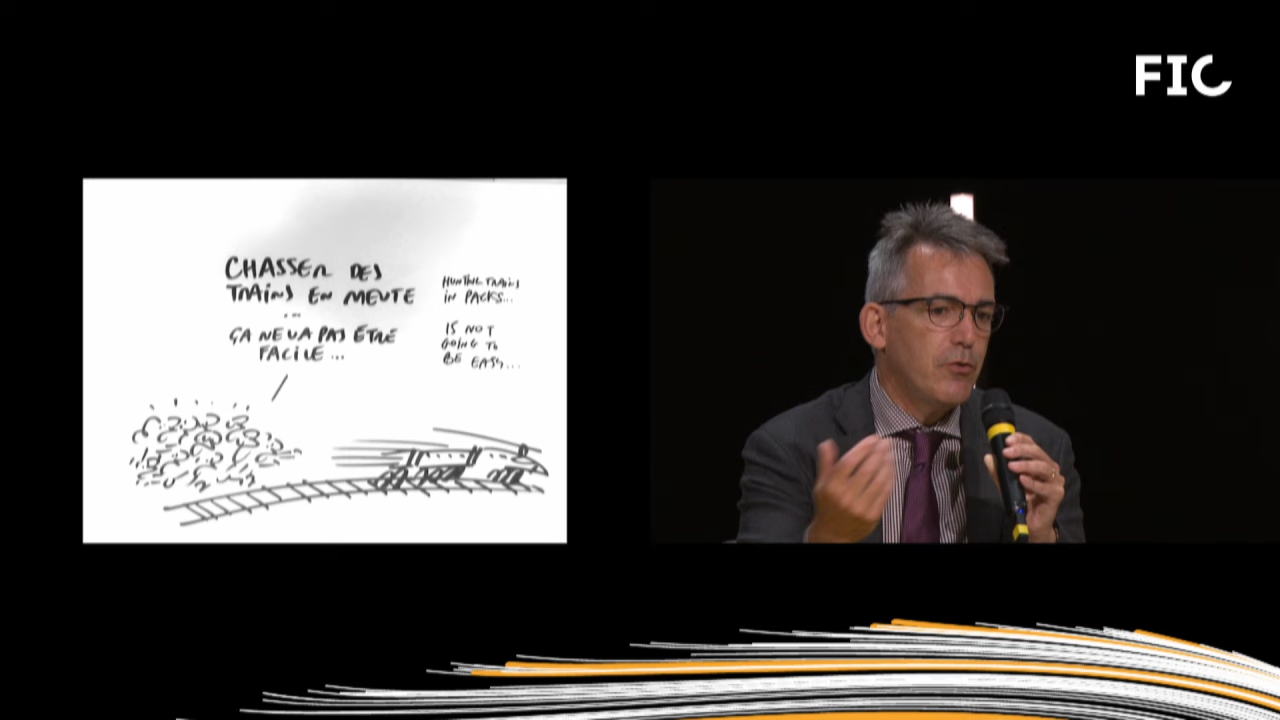 FIC
CHASSER DES
TRAINS EN MEUTE
...
ÇA NE VA PAS ÊTRE
FACILE...
HUNTING TRAINS
IN PACKS...
IS NOT
GOING TO
BE EASY...